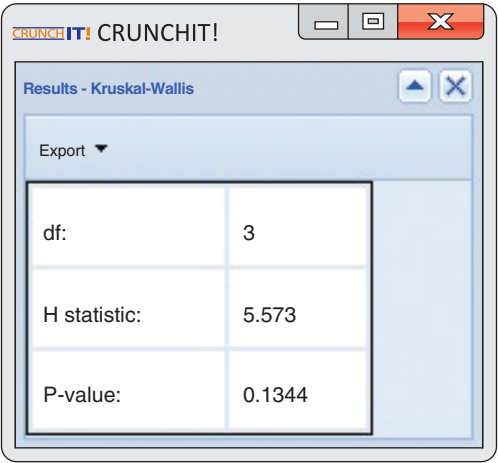 CRUNCHIT! CRUNCHIT!
Results - Kruskal-Wallis
Export
df: 3
H statistic: 5.573
P-value: 0.1344